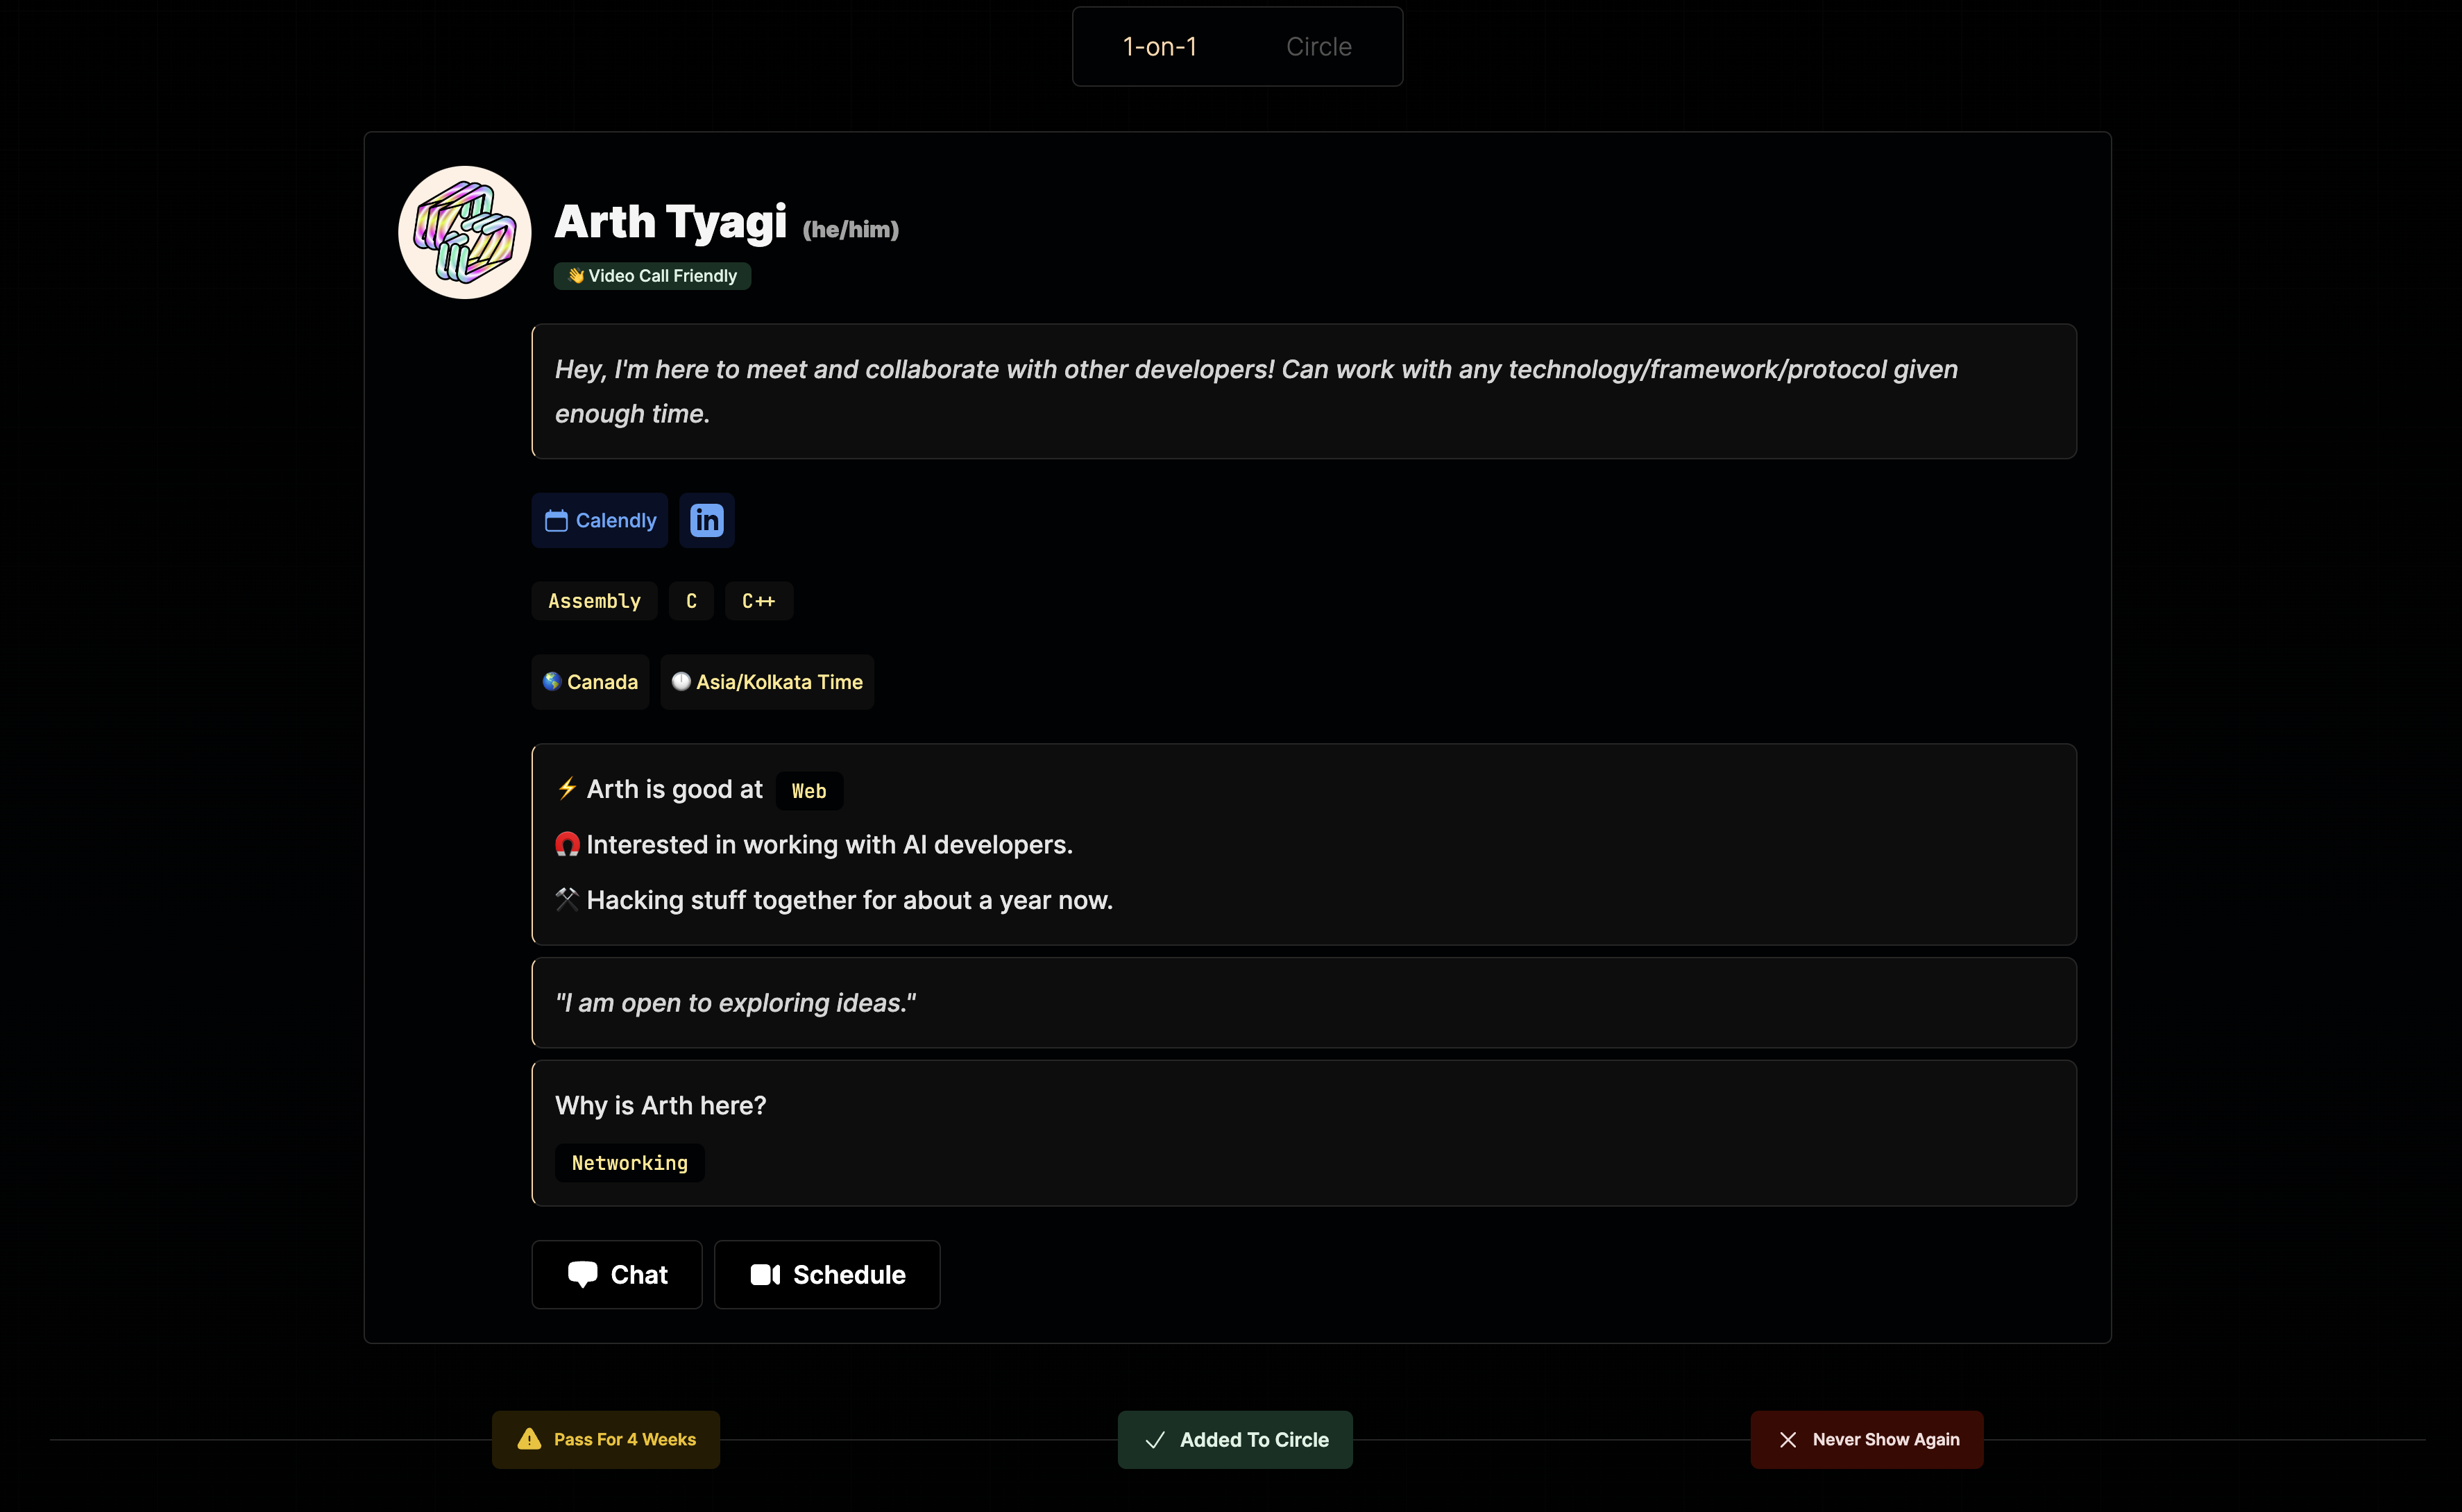 1-on-1 Circle
Arth Tyagi (he/him)
👋 Video Call Friendly
Hey, I'm here to meet and collaborate with other developers! Can work with any technology/framework/protocol given
enough time.
Calendly in
Assembly C C++
Canada Asia/Kolkata Time
Arth is good at Web
Interested in working with AI developers.
Hacking stuff together for about a year now.
"I am open to exploring ideas."
Why is Arth here?
Networking
Chat Schedule
Pass For 4 Weeks Added To Circle Never Show Again